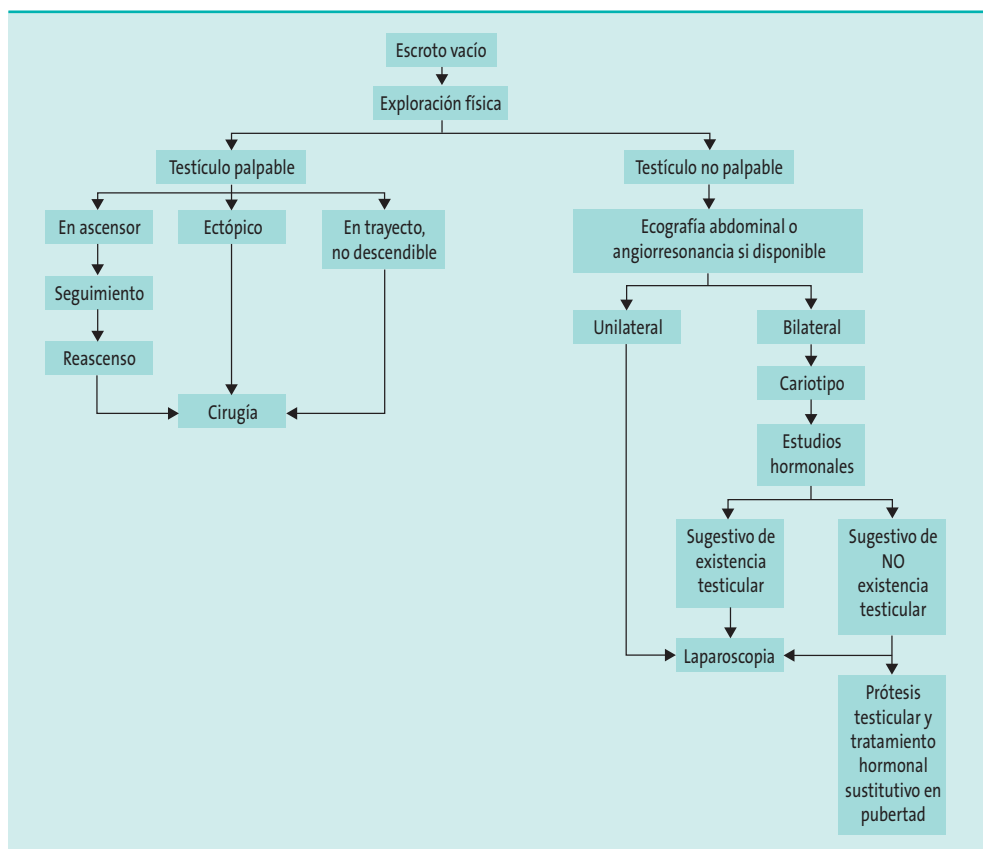 Escroto vacío
Exploración física
Testículo palpable
Testículo no palpable
En ascensor
Ectópico
En trayecto,
no descendible
Ecografía abdominal o
angiorresonancia si disponible
Seguimiento
Unilateral
Bilateral
Reascenso
Cariotipo
Cirugía
Estudios
hormonales
Sugestivo de
existencia
testicular
Sugestivo de
NO
existencia
testicular
Laparoscopia
Prótesis
testicular y
tratamiento
hormonal
sustitutivo en
pubertad